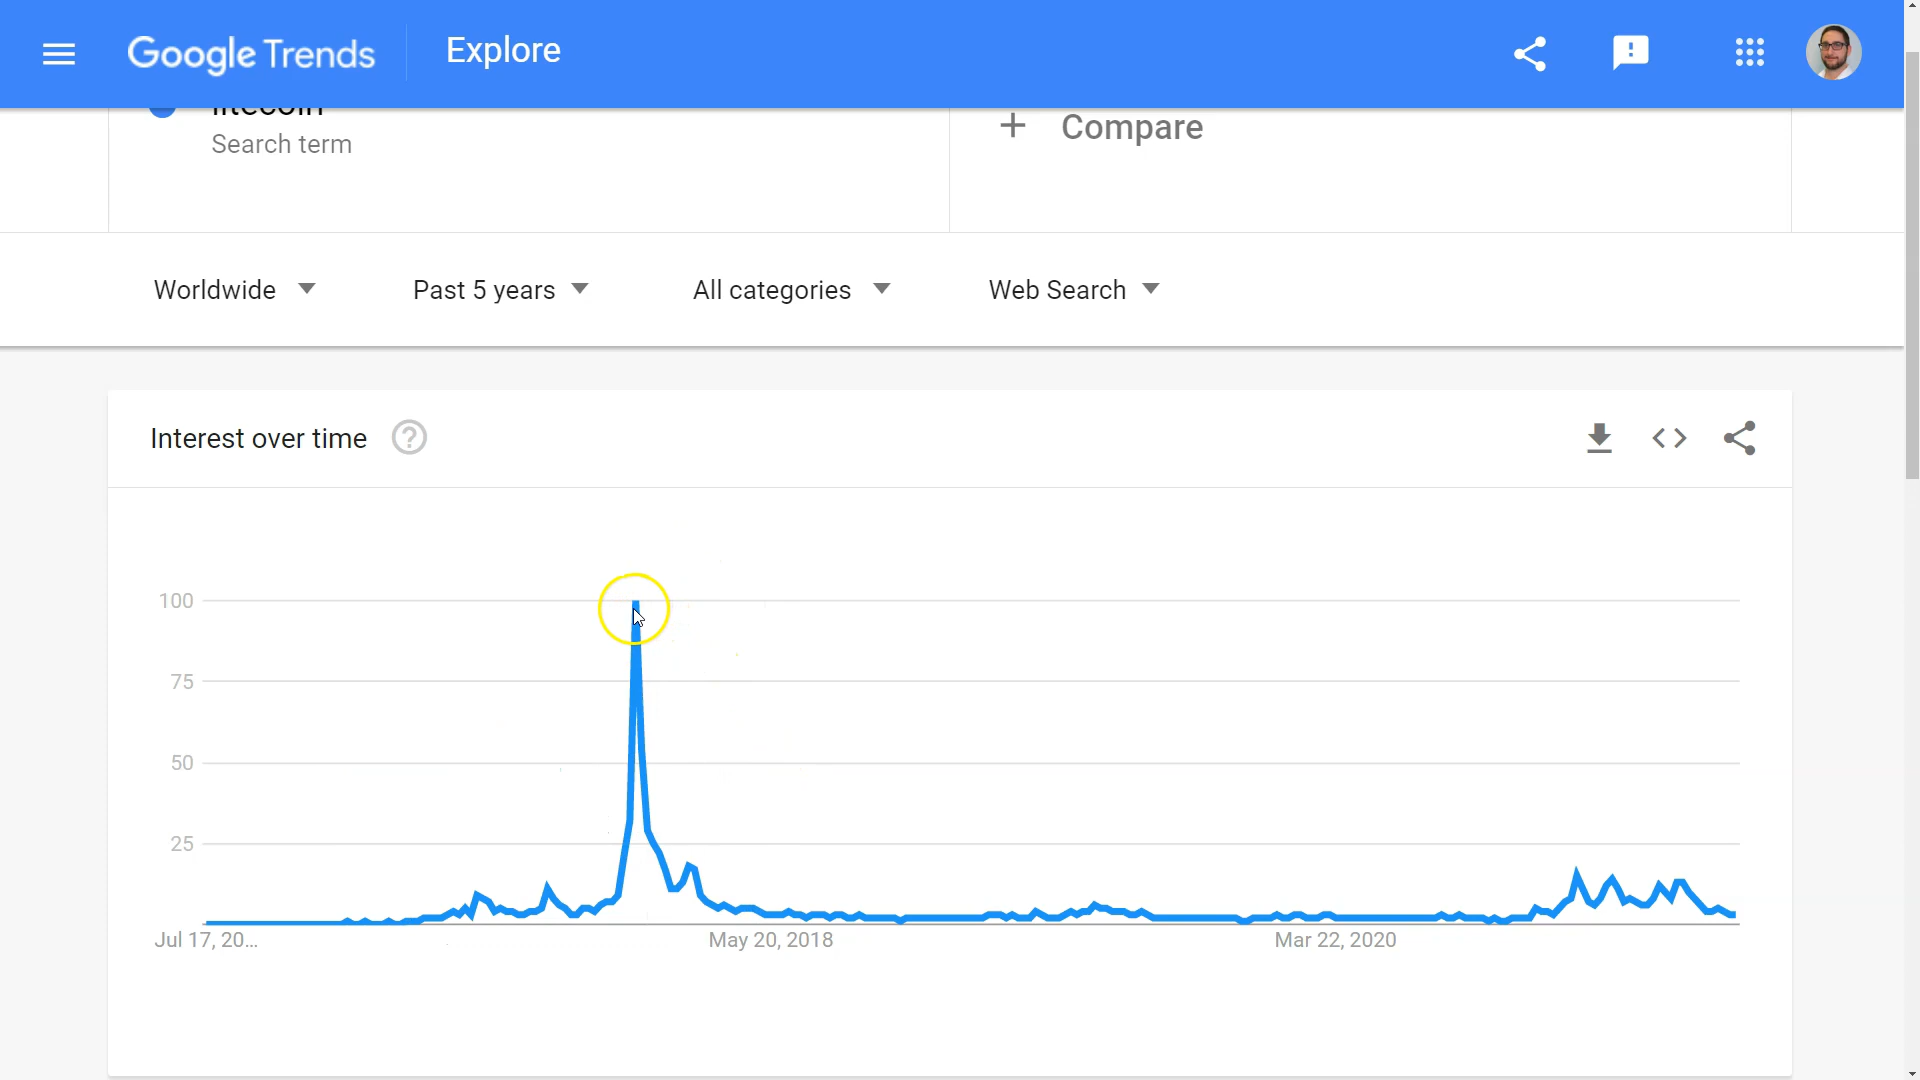 Google Trends
Explore
litecoin
Search term
+ Compare
Worldwide
Past 5 years
All categories
Web Search
Interest over time
100
75
50
25
Jul 17, 20...
May 20, 2018
Mar 22, 2020